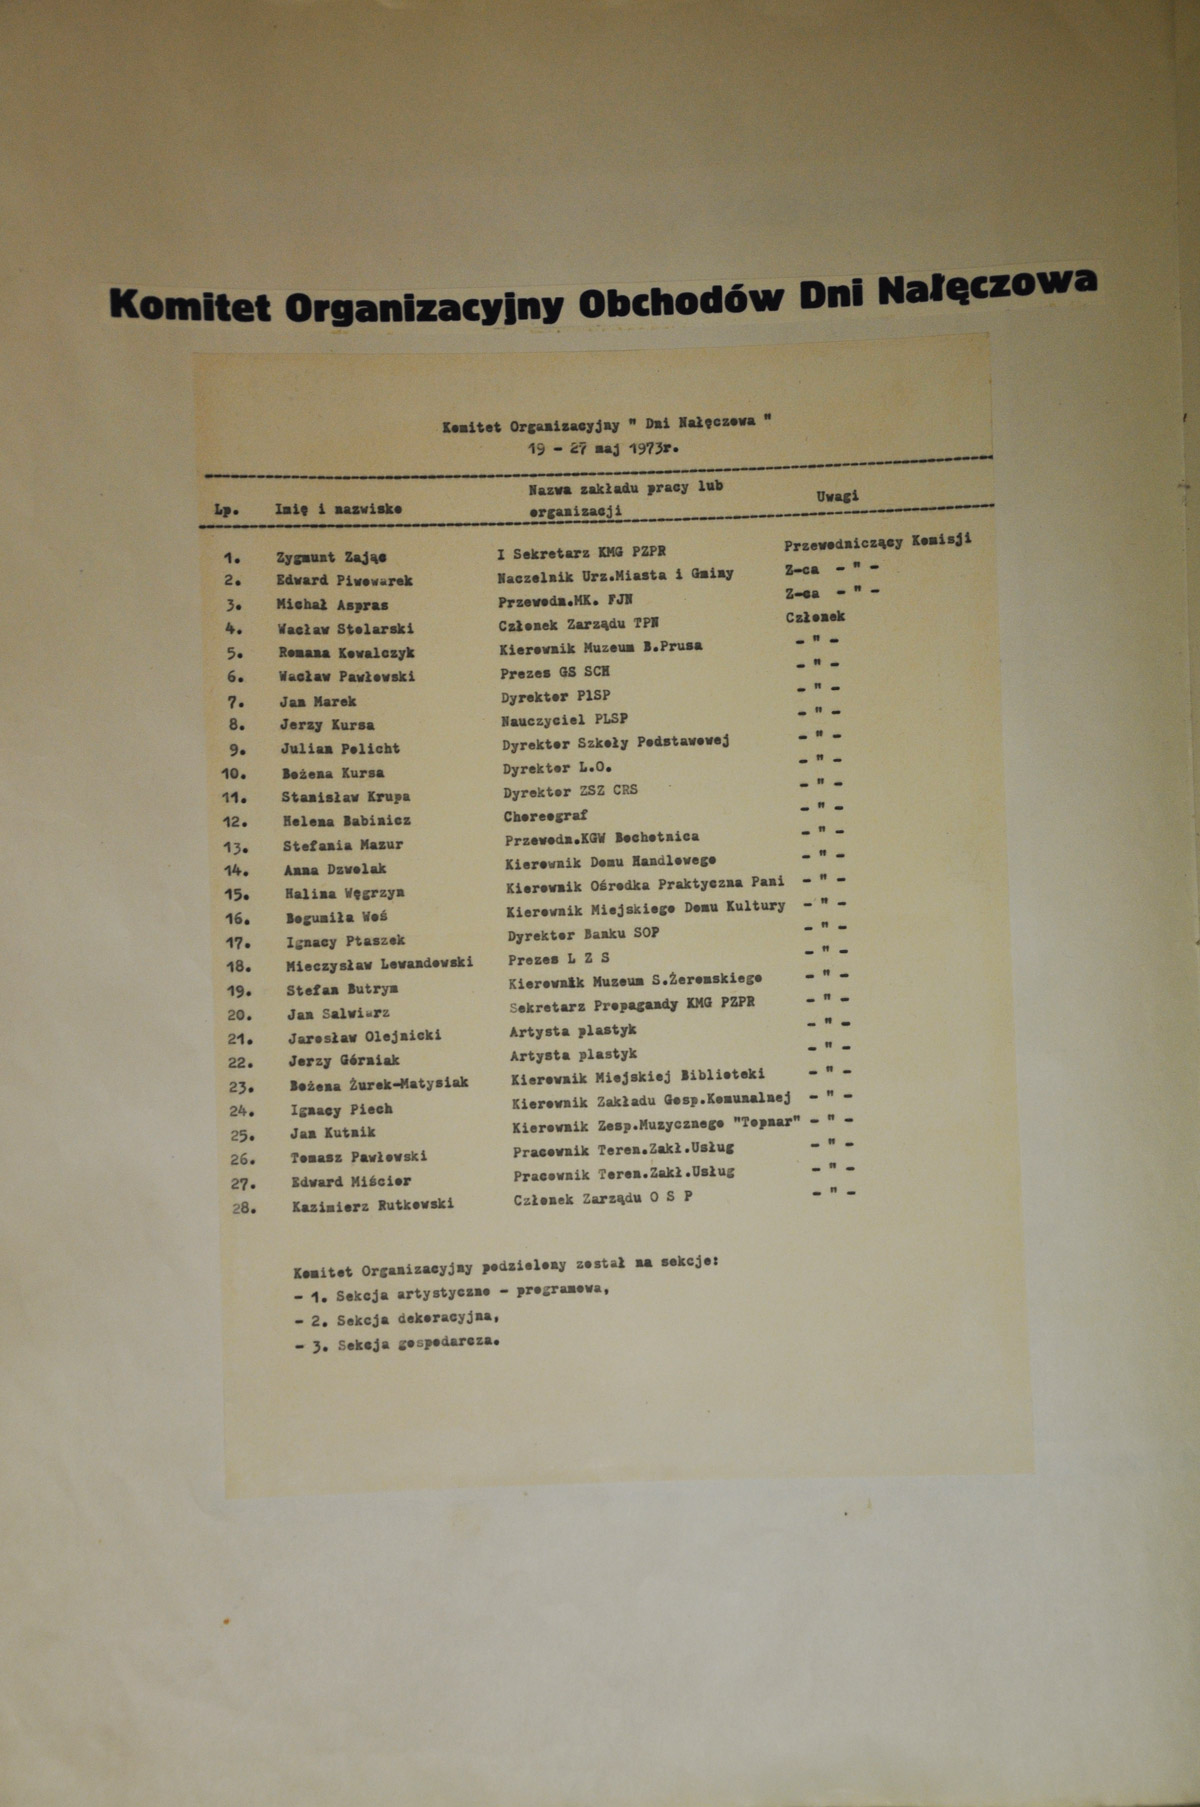 Komitet Organizacyjny Obchodów Dni Nałęczowa
Komitet Organizacyjny " Dni Nałęczowa "
19 - 27 maj 1973r.
Lp. Imię i nazwisko Nazwa zakładu pracy lub organizacji Uwagi
1. Zygmunt Zając I Sekretarz KMG PZPR Przewodniczący Komisji
2. Edward Piwowarek Naczelnik Urz.Miasta i Gminy Z-ca - " -
3. Michał Aspras Przewodn.MK. FJN Z-ca - " -
4. Wacław Stolarski Członek Zarządu TPN Członek
5. Romana Kowalczyk Kierownik Muzeum B.Prusa - " -
6. Wacław Pawłowski Prezes GS SCH - " -
7. Jan Marek Dyrektor PlSP - " -
8. Jerzy Kursa Nauczyciel PLSP - " -
9. Julian Policht Dyrektor Szkoły Podstawowej - " -
10. Bożena Kursa Dyrektor L.O. - " -
11. Stanisław Krupa Dyrektor ZSZ CRS - " -
12. Helena Babinicz Choreograf - " -
13. Stefania Mazur Przewodn.KGW Bochotnica - " -
14. Anna Dzwolak Kierownik Domu Handlowego - " -
15. Halina Węgrzyn Kierownik Ośrodka Praktyczna Pani - " -
16. Bogumiła Woś Kierownik Miejskiego Domu Kultury - " -
17. Ignacy Ptaszek Dyrektor Banku SOP - " -
18. Mieczysław Lewandowski Prezes L Z S - " -
19. Stefan Butrym Kierownik Muzeum S.Żeromskiego - " -
20. Jan Salwierz Sekretarz Propagandy KMG PZPR - " -
21. Jarosław Olejnicki Artysta plastyk - " -
22. Jerzy Górniak Artysta plastyk - " -
23. Bożena Żurek-Matysiak Kierownik Miejskiej Biblioteki - " -
24. Ignacy Piech Kierownik Zakładu Gosp.Komunalnej - " -
25. Jan Kutnik Kierownik Zesp.Muzycznego "Topnar" - " -
26. Tomasz Pawłowski Pracownik Teren.Zakł.Usług - " -
27. Edward Miścior Pracownik Teren.Zakł.Usług - " -
28. Kazimierz Rutkowski Członek Zarządu O S P - " -
Komitet Organizacyjny podzielony został na sekcje:
- 1. Sekcja artystyczno - programowa,
- 2. Sekcja dekoracyjna,
- 3. Sekcja gospodarcza.